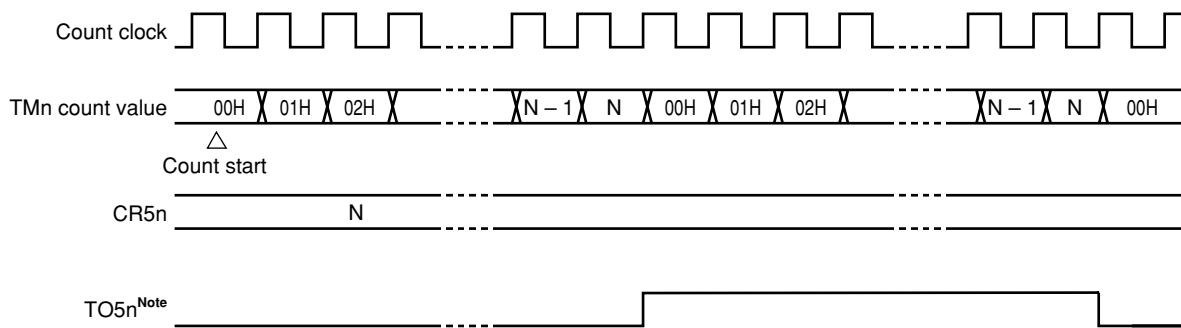 Count clock
TMn count value 00H 01H 02H N – 1 N 00H 01H 02H N – 1 N 00H
Count start
CR5n N
TO5nNote